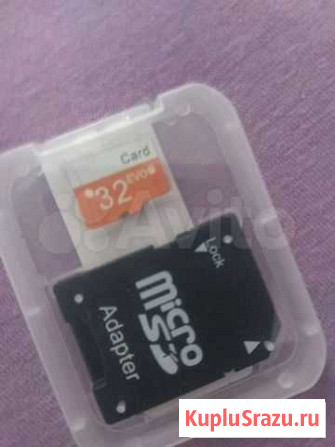 Card
32 EVO
Lock
Micro
SD
Adapter
Avito
KupluSrazu.ru